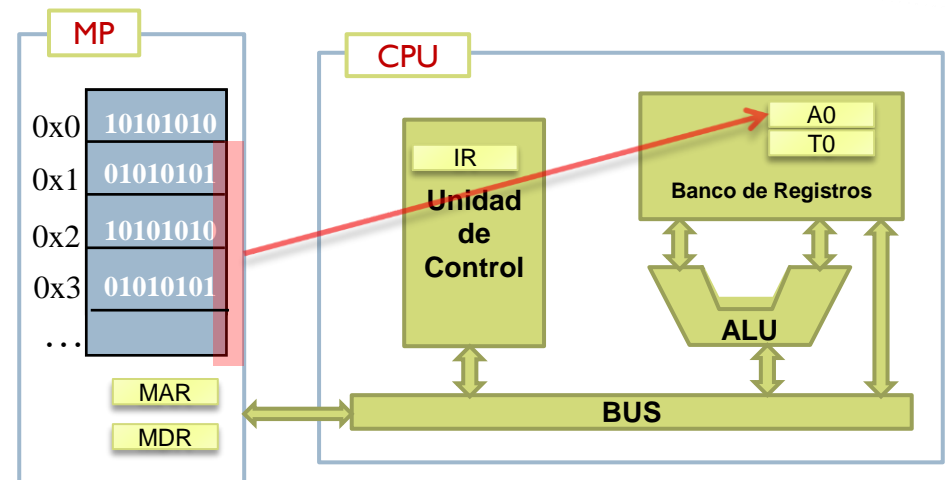 MP
CPU
0x0 10101010
0x1 01010101
0x2 10101010
0x3 01010101
...
MAR
MDR
IR
Unidad
de
Control
A0
T0
Banco de Registros
ALU
BUS